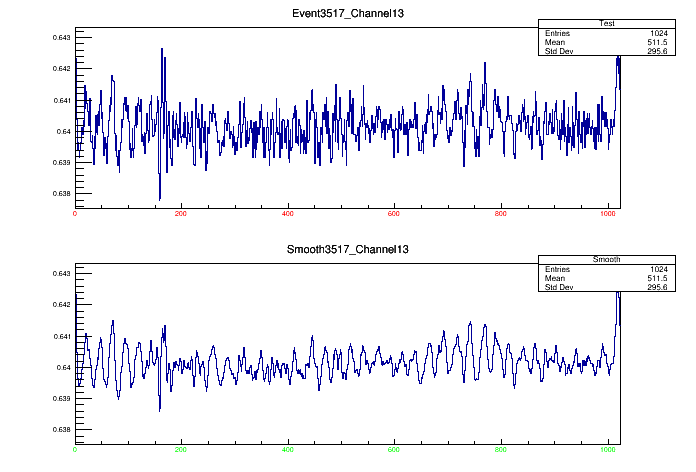 Event3517_Channel13
Test
Entries 1024
Mean 511.5
Std Dev 295.6
0.643
0.642
0.641
0.64
0.639
0.638
0 200 400 600 800 1000
Smooth3517_Channel13
Smooth
Entries 1024
Mean 511.5
Std Dev 295.6
0.643
0.642
0.641
0.64
0.639
0.638
0 200 400 600 800 1000